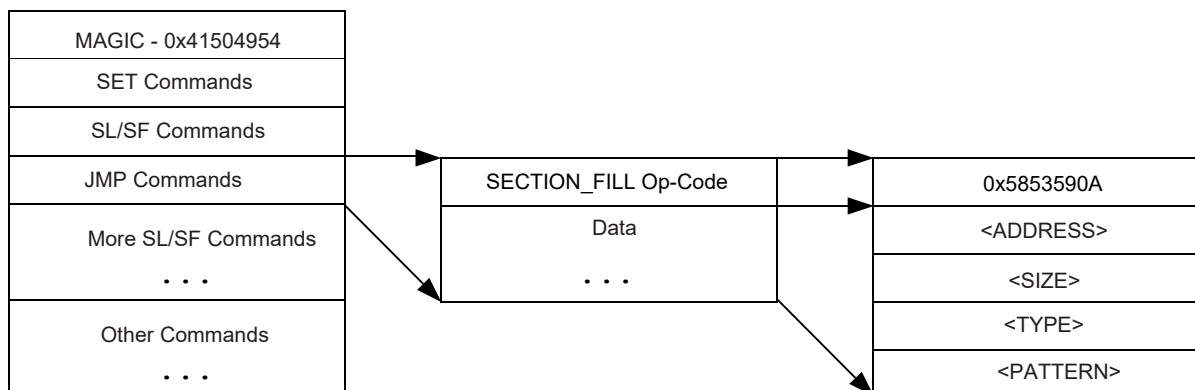 MAGIC - 0x41504954
SET Commands
SL/SF Commands
JMP Commands
More SL/SF Commands
. . .
Other Commands
. . .
SECTION_FILL Op-Code
Data
. . .
0x5853590A
<ADDRESS>
<SIZE>
<TYPE>
<PATTERN>